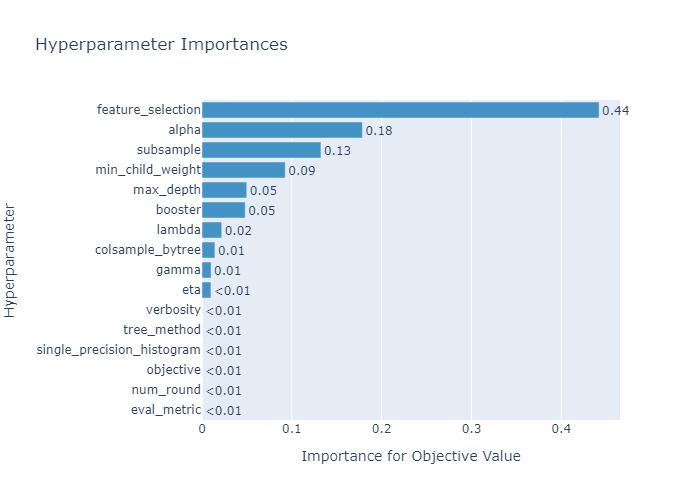 Hyperparameter Importances
Hyperparameter
feature_selection 0.44
alpha 0.18
subsample 0.13
min_child_weight 0.09
max_depth 0.05
booster 0.05
lambda 0.02
colsample_bytree 0.01
gamma 0.01
eta <0.01
verbosity <0.01
tree_method <0.01
single_precision_histogram <0.01
objective <0.01
num_round <0.01
eval_metric <0.01
0 0.1 0.2 0.3 0.4
Importance for Objective Value